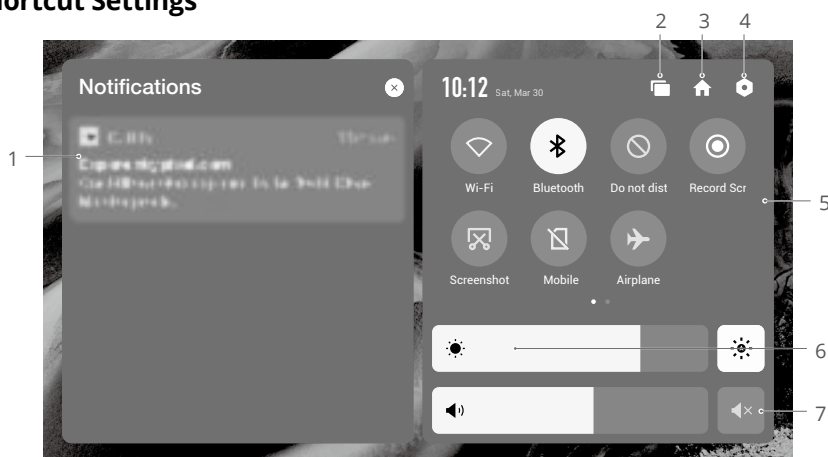 ortcut Settings
2 3 4
Notifications
10:12 Sat, Mar 30
1
Wi-Fi Bluetooth Do not dist Record Scr
5
Screenshot Mobile Airplane
6
7